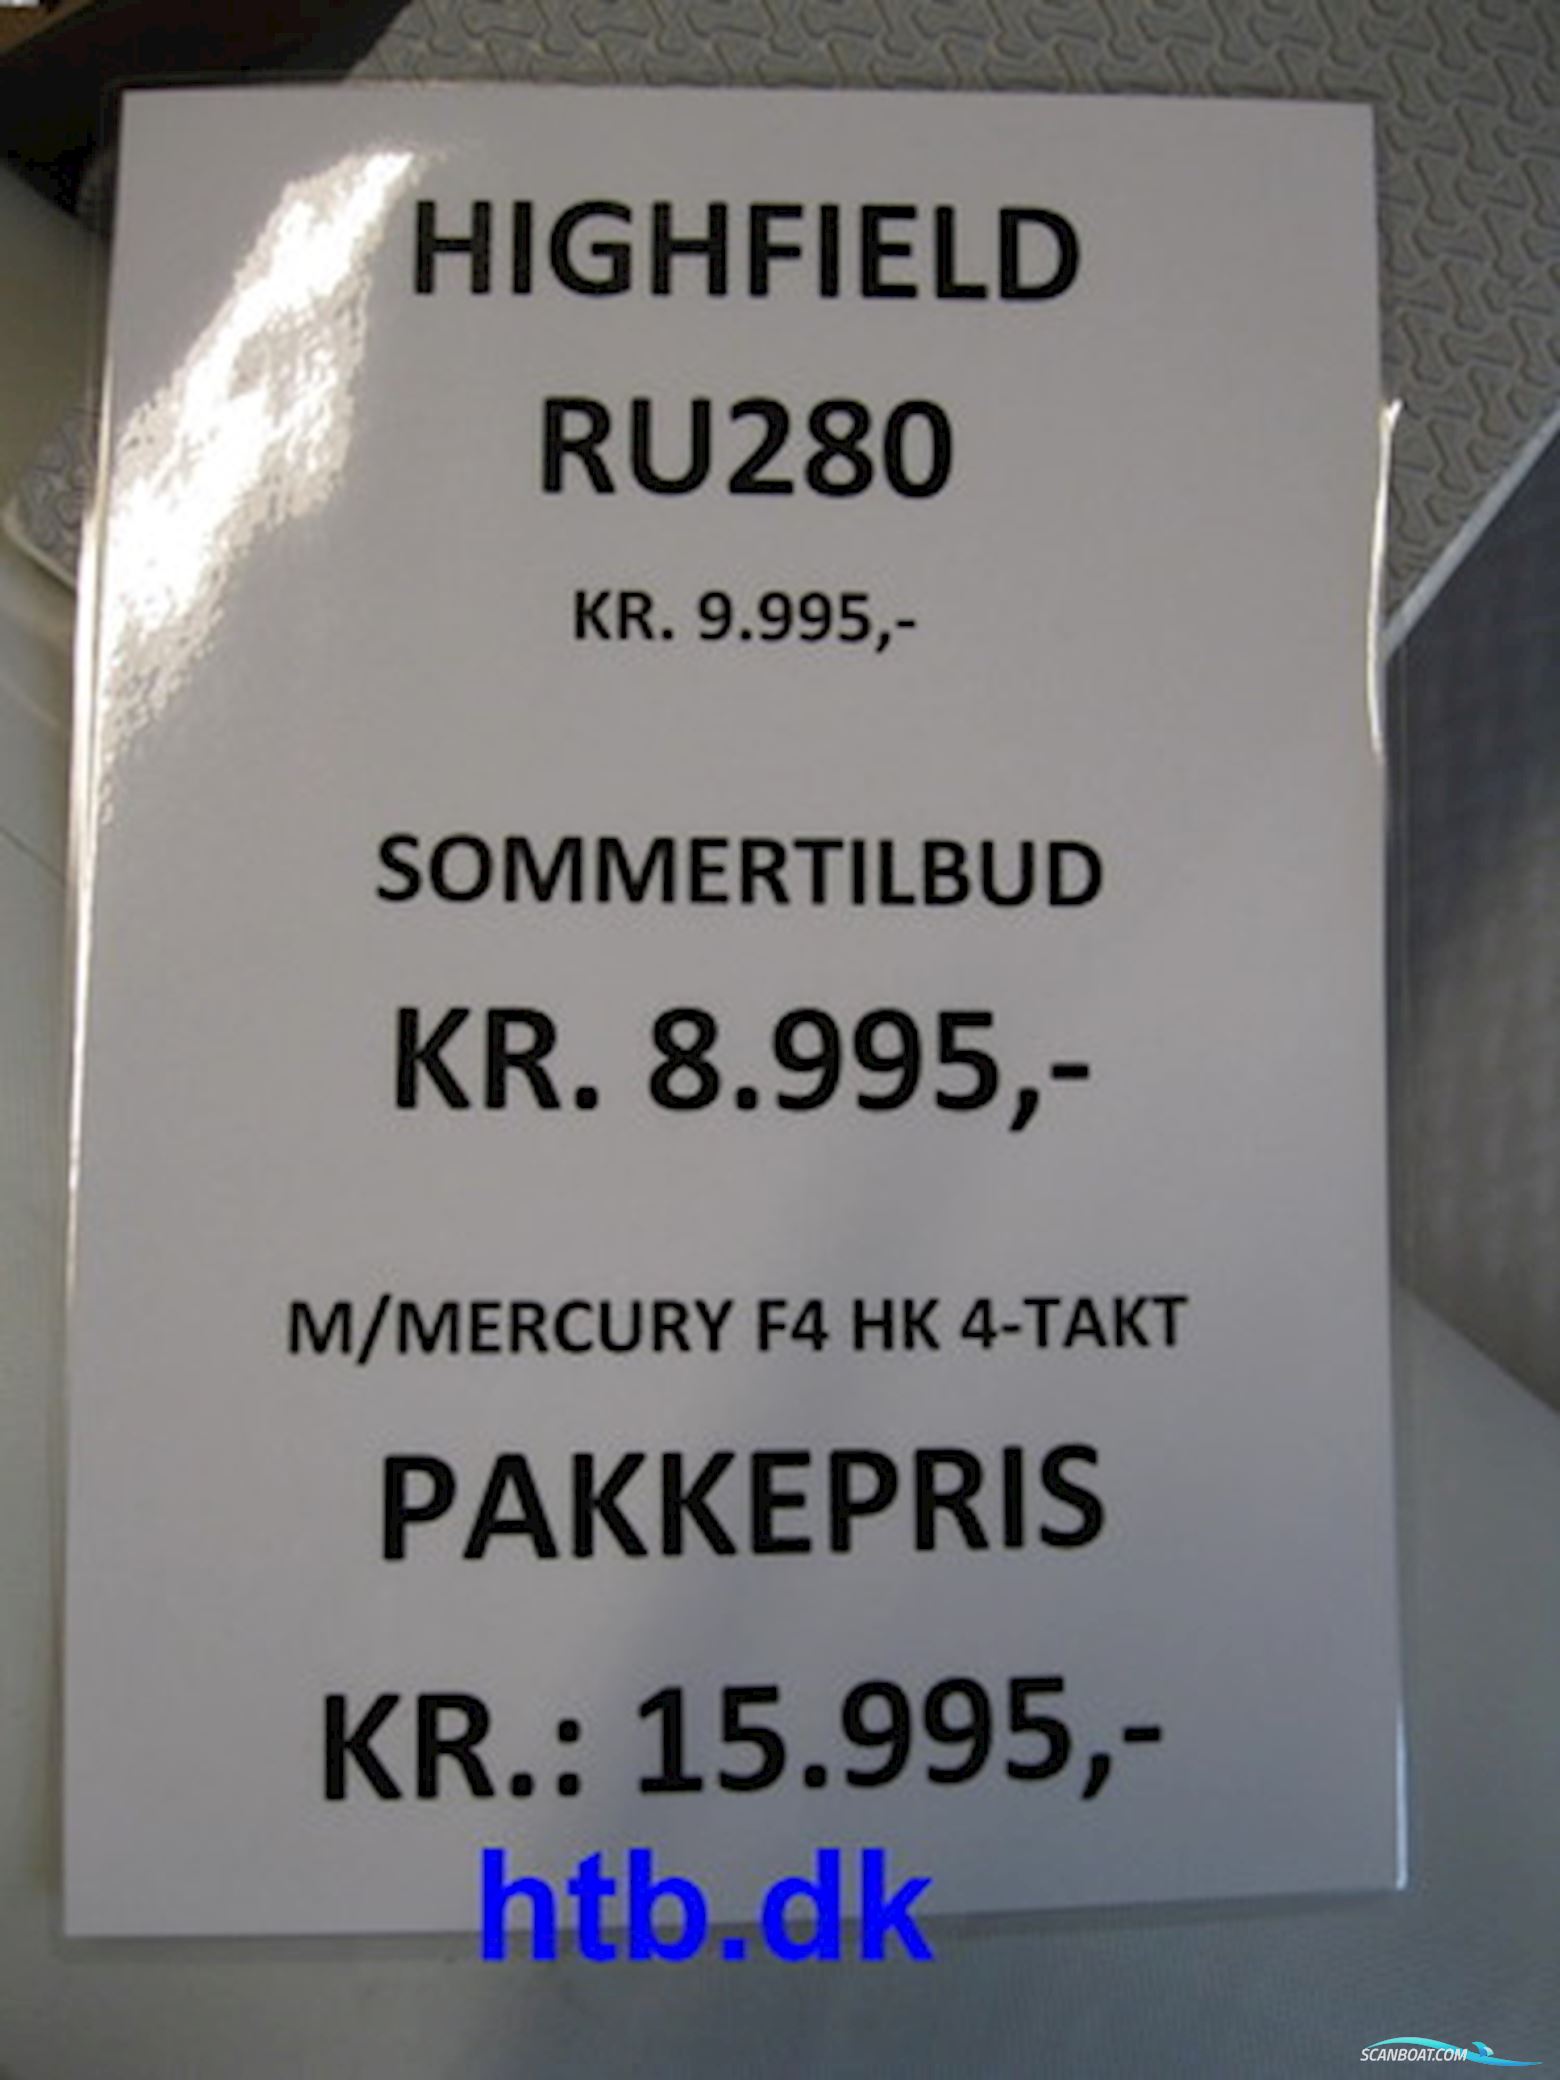 HIGHFIELD
RU280
KR. 9.995,-
SOMMERTILBUD
KR. 8.995,-
M/MERCURY F4 HK 4-TAKT
PAKKEPRIS
KR.: 15.995,-
htb.dk
SCANBOAT.COM